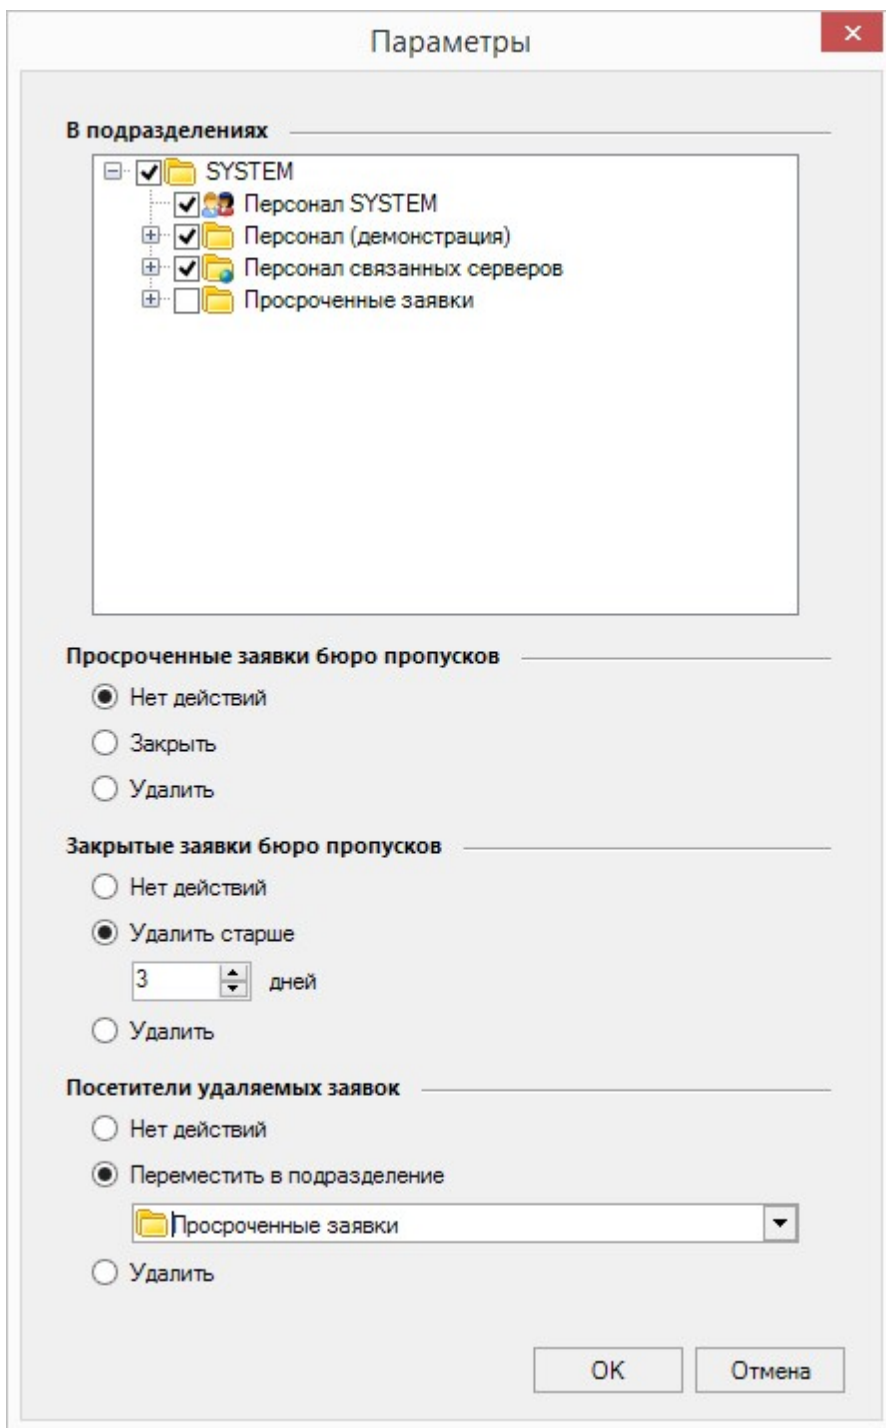 Параметры
В подразделениях
SYSTEM
Персонал SYSTEM
Персонал (демонстрация)
Персонал связанных серверов
Просроченные заявки
Просроченные заявки бюро пропусков
Нет действий
Закрыть
Удалить
Закрытые заявки бюро пропусков
Нет действий
Удалить старше
3 дней
Удалить
Посетители удаляемых заявок
Нет действий
Переместить в подразделение
Просроченные заявки
Удалить
OK Отмена